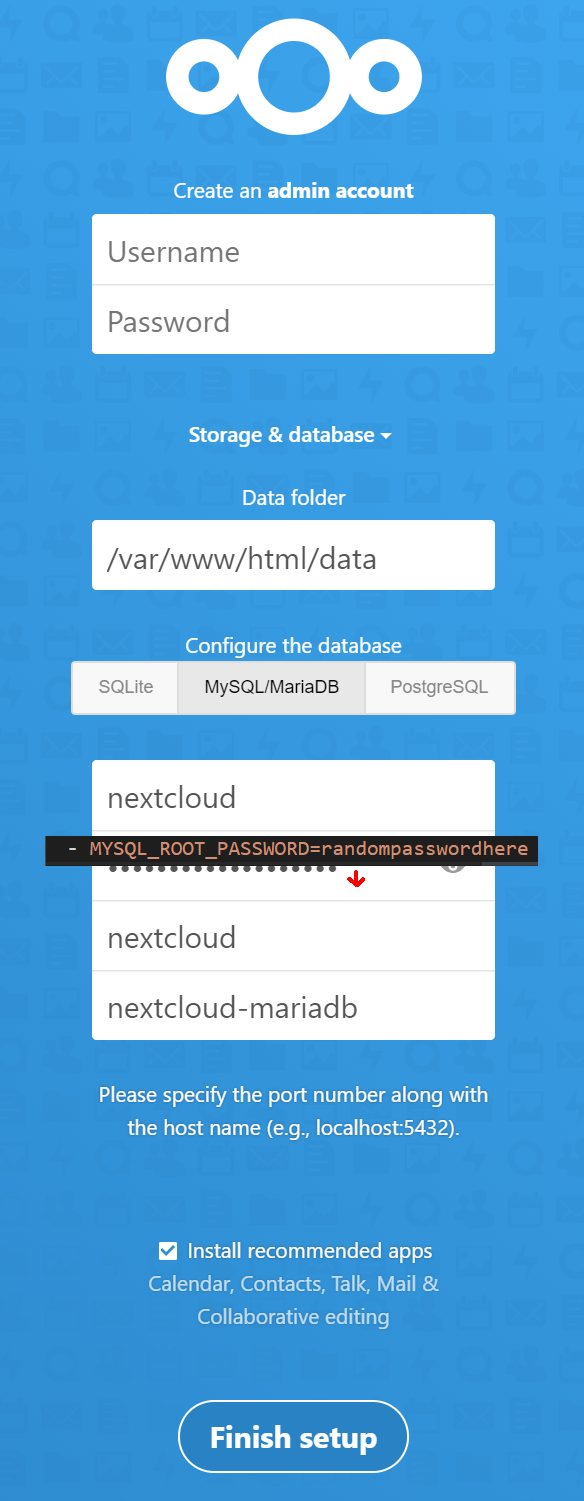 Create an admin account
Username
Password
Storage & database
Data folder
/var/www/html/data
Configure the database
SQLite MySQL/MariaDB PostgreSQL
nextcloud
- MYSQL_ROOT_PASSWORD=randompasswordhere
nextcloud
nextcloud-mariadb
Please specify the port number along with
the host name (e.g., localhost:5432).
Install recommended apps
Calendar, Contacts, Talk, Mail &
Collaborative editing
Finish setup